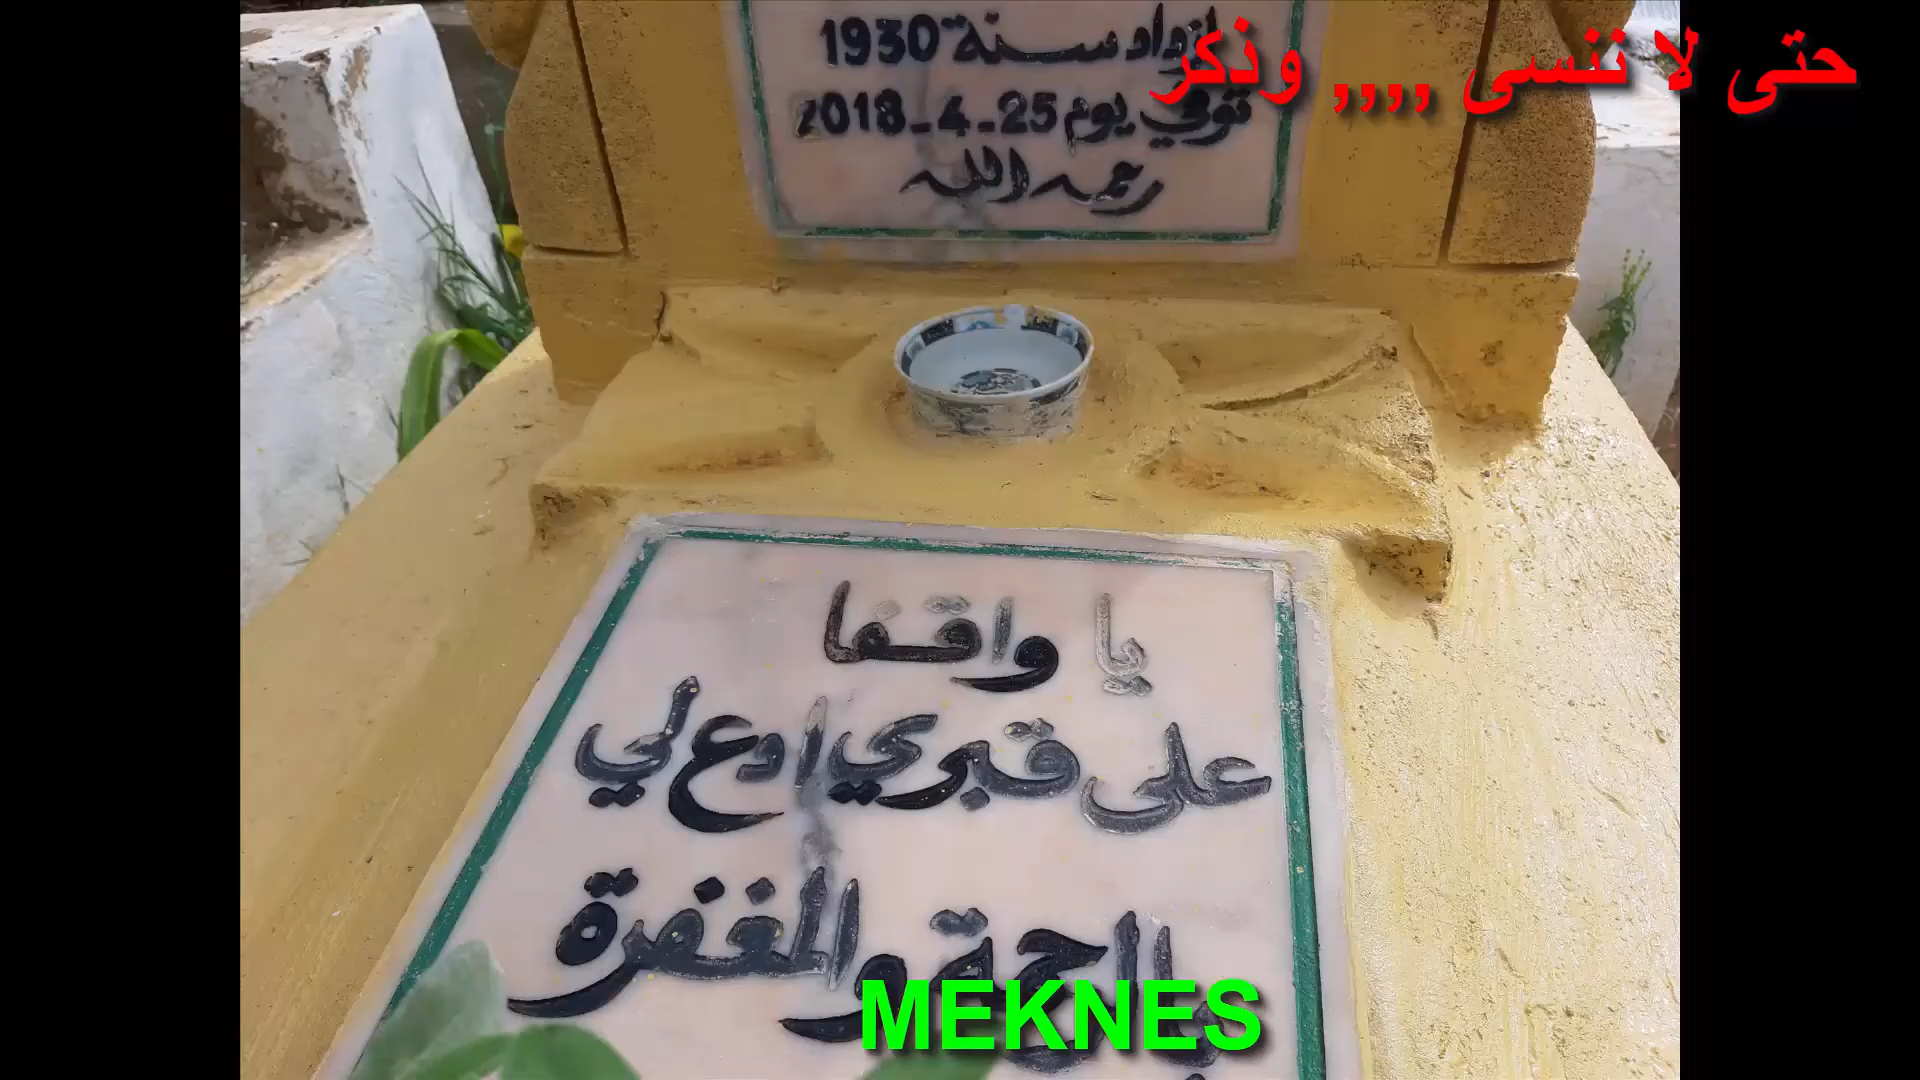 حتى لا ننسى ,,,, وذكر
ازداد سنة 1930
توفي يوم 25-4-2018
رحمه الله
يا واقفا
على قبري ادع لي
بالرحمة والمغفرة
MEKNES